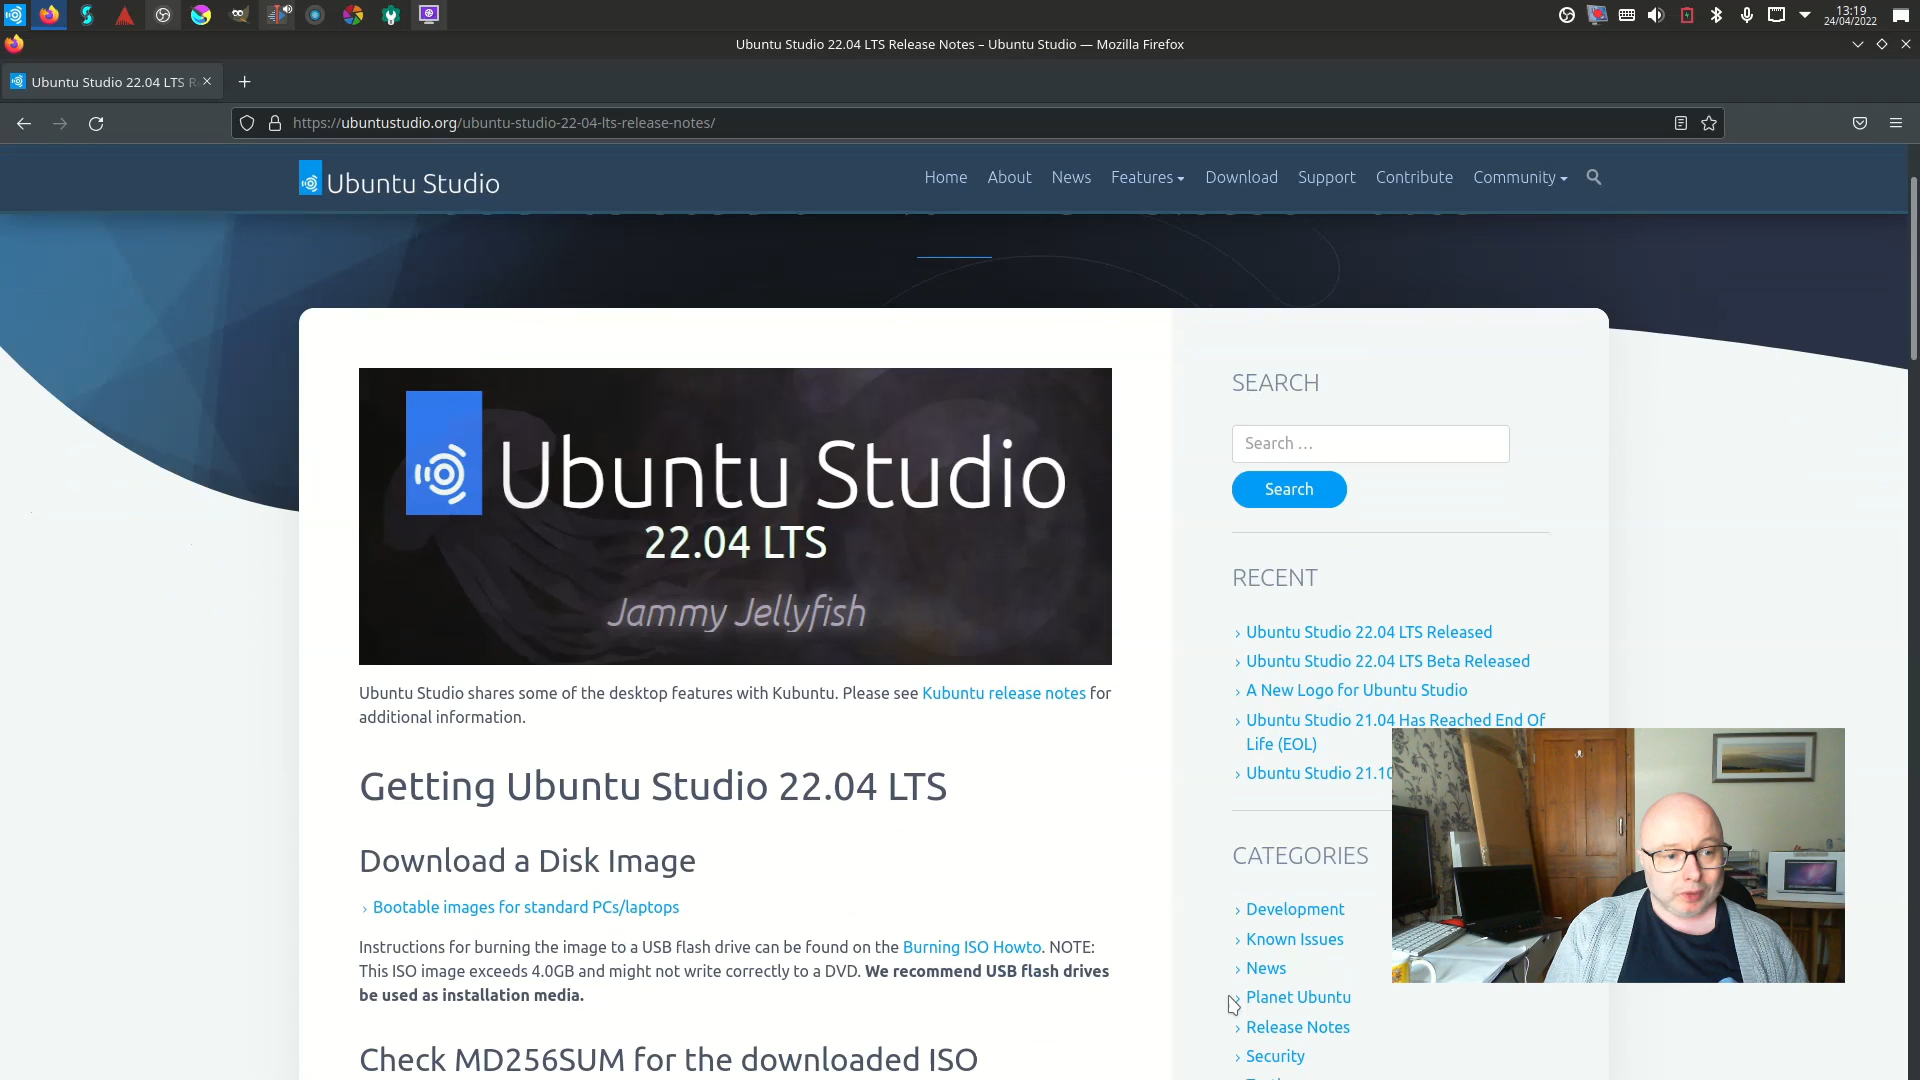 13:19
24/04/2022
Ubuntu Studio 22.04 LTS Release Notes – Ubuntu Studio — Mozilla Firefox
Ubuntu Studio 22.04 LTS R
https://ubuntustudio.org/ubuntu-studio-22-04-lts-release-notes/
Ubuntu Studio
Home About News Features Download Support Contribute Community
Ubuntu Studio
22.04 LTS
Jammy Jellyfish
Ubuntu Studio shares some of the desktop features with Kubuntu. Please see Kubuntu release notes for
additional information.
Getting Ubuntu Studio 22.04 LTS
Download a Disk Image
Bootable images for standard PCs/laptops
Instructions for burning the image to a USB flash drive can be found on the Burning ISO Howto. NOTE:
This ISO image exceeds 4.0GB and might not write correctly to a DVD. We recommend USB flash drives
be used as installation media.
Check MD256SUM for the downloaded ISO
SEARCH
Search …
Search
RECENT
Ubuntu Studio 22.04 LTS Released
Ubuntu Studio 22.04 LTS Beta Released
A New Logo for Ubuntu Studio
Ubuntu Studio 21.04 Has Reached End Of
Life (EOL)
Ubuntu Studio 21.10
CATEGORIES
Development
Known Issues
News
Planet Ubuntu
Release Notes
Security